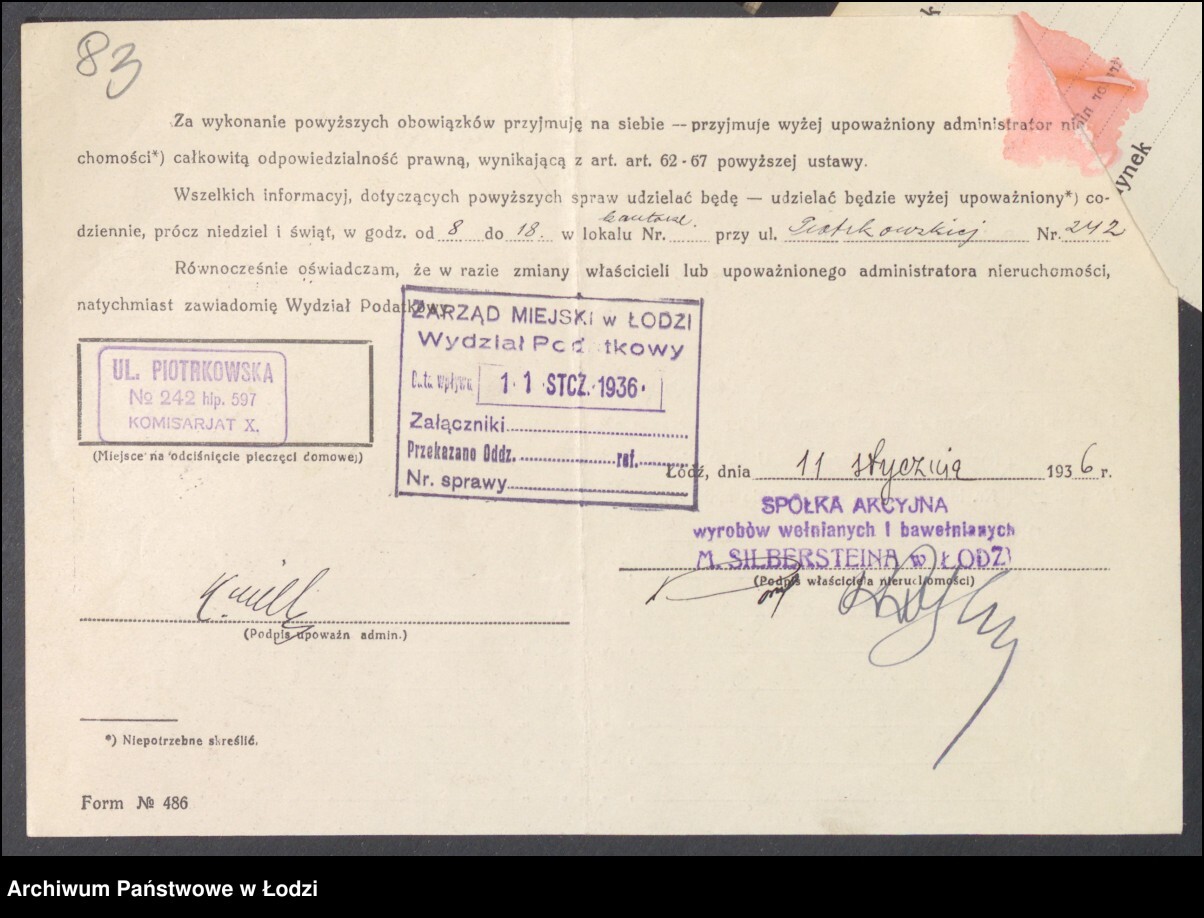 83
Za wykonanie powyższych obowiązków przyjmuję na siebie — przyjmuje wyżej upoważniony administrator nie
chomości*) całkowitą odpowiedzialność prawną, wynikającą z art. art. 62-67 powyższej ustawy.
Wszelkich informacyj, dotyczących powyższych spraw udzielać będę — udzielać będzie wyżej upoważniony*) co-
dziennie, prócz niedziel i świąt, w godz. od 8 do 18. w lokalu Nr. kantorze przy ul. Piotrkowskiej Nr. 242
Równocześnie oświadczam, że w razie zmiany właścicieli lub upoważnionego administratora nieruchomości,
natychmiast zawiadomię Wydział Podatkowy.
ZARZĄD MIEJSKI w ŁODZI
Wydział Podatkowy
Data wpływu 11 STCZ. 1936
Załączniki
Przekazano Oddz. ref.
Nr. sprawy
UL. PIOTRKOWSKA
№ 242 hip. 597
KOMISARJAT X.
(Miejsce na odciśnięcie pieczęci domowej)
Łódź, dnia 11 stycznia 1936 r.
SPÓŁKA AKCYJNA
wyrobów wełnianych i bawełnianych
M. SILBERSTEINA w ŁODZI
(Podpis właściciela nieruchomości)
(Podpis upoważn admin.)
*) Niepotrzebne skreślić.
Form № 486
ynek
Archiwum Państwowe w Łodzi